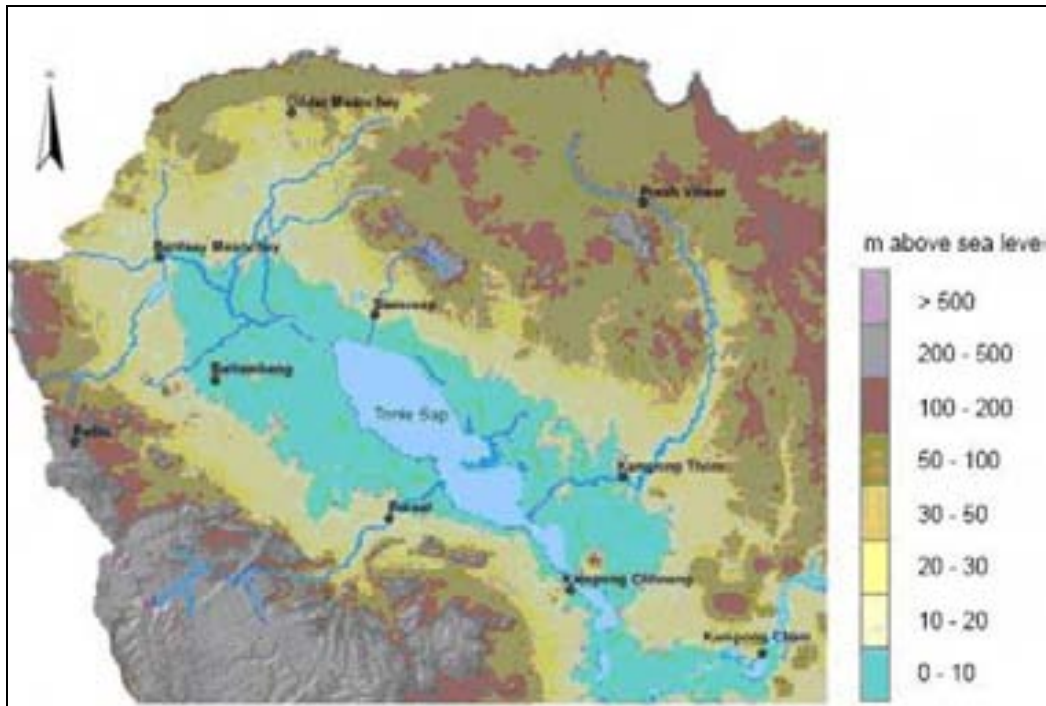 Oddar Meanchey
Preah Vihear
Banteay Meanchey
Siemreap
Battambang
Tonle Sap
Pailin
Kampong Thom
Pursat
Kampong Chhnang
Kampong Cham
m above sea level
> 500
200 - 500
100 - 200
50 - 100
30 - 50
20 - 30
10 - 20
0 - 10